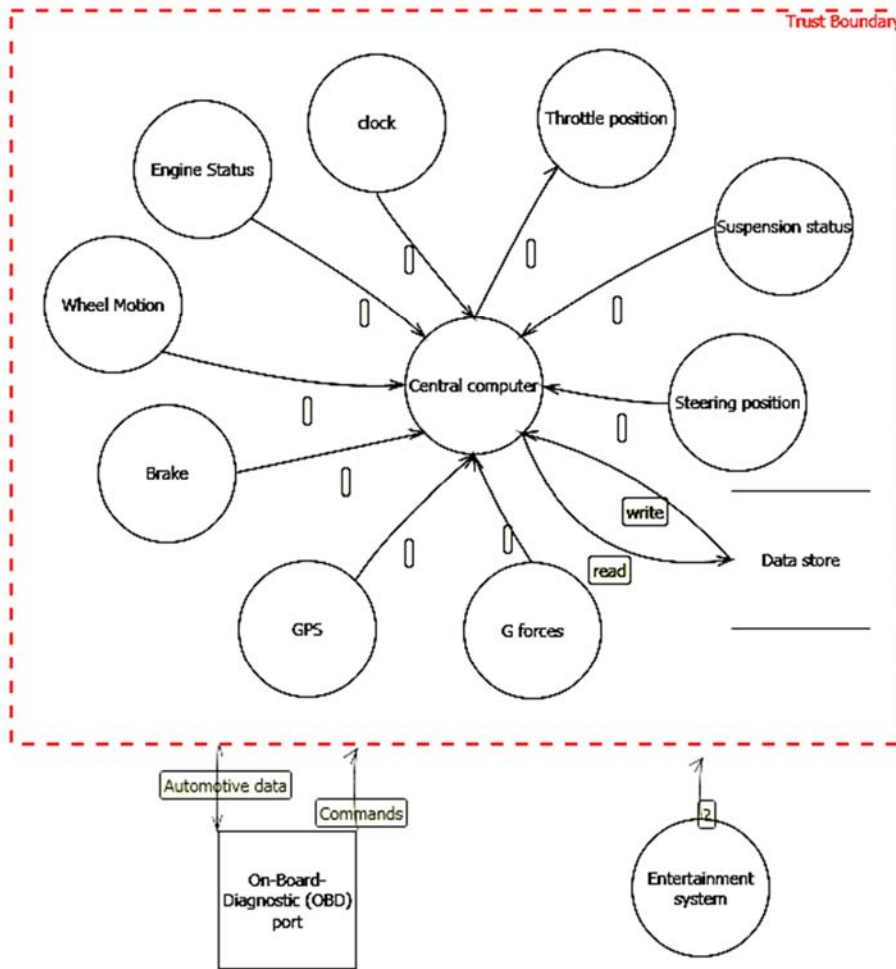 Trust Boundary
clock
Throttle position
Engine Status
Suspension status
Wheel Motion
Central computer
Steering position
Brake
write
Data store
read
GPS
G forces
Automotive data
Commands
?
On-Board-
Diagnostic (OBD)
port
Entertainment
system